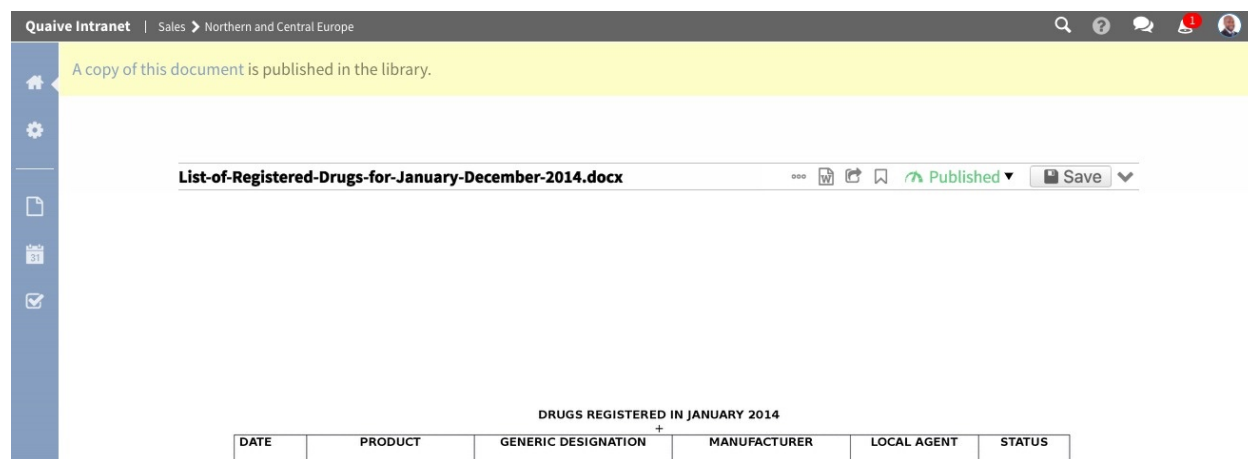 Quaive Intranet | Sales ❯ Northern and Central Europe
1
A copy of this document is published in the library.
31
List-of-Registered-Drugs-for-January-December-2014.docx
W
Published ▼
Save
DRUGS REGISTERED IN JANUARY 2014
+
DATE PRODUCT GENERIC DESIGNATION MANUFACTURER LOCAL AGENT STATUS